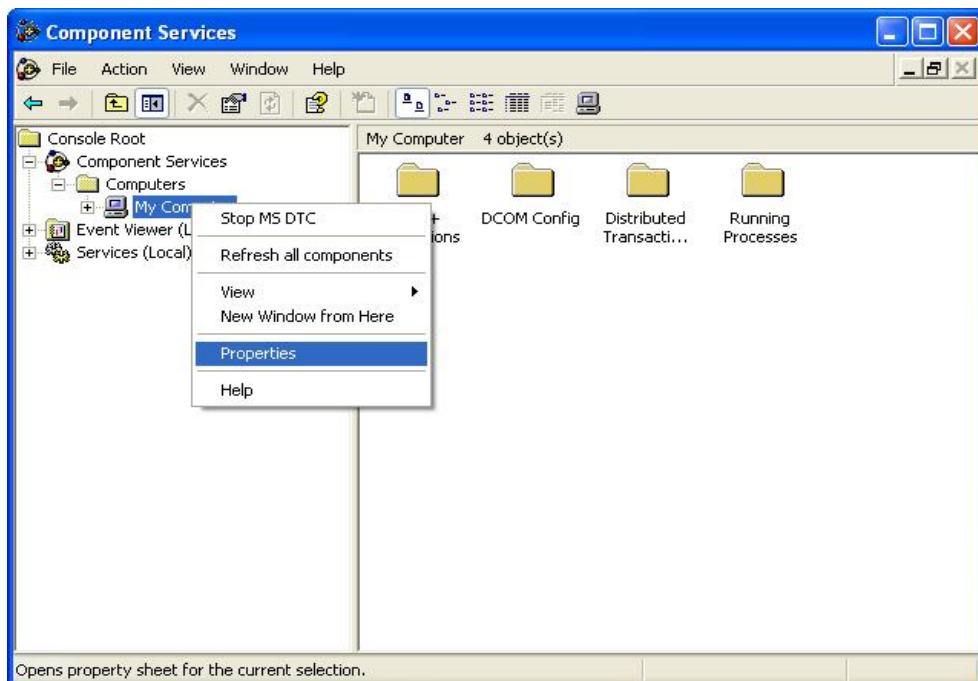 Component Services
File Action View Window Help
Console Root
Component Services
Computers
My Com
Event Viewer (L
Services (Local)
My Computer 4 object(s)
ions
DCOM Config
Distributed
Transacti...
Running
Processes
Stop MS DTC
Refresh all components
View
New Window from Here
Properties
Help
Opens property sheet for the current selection.